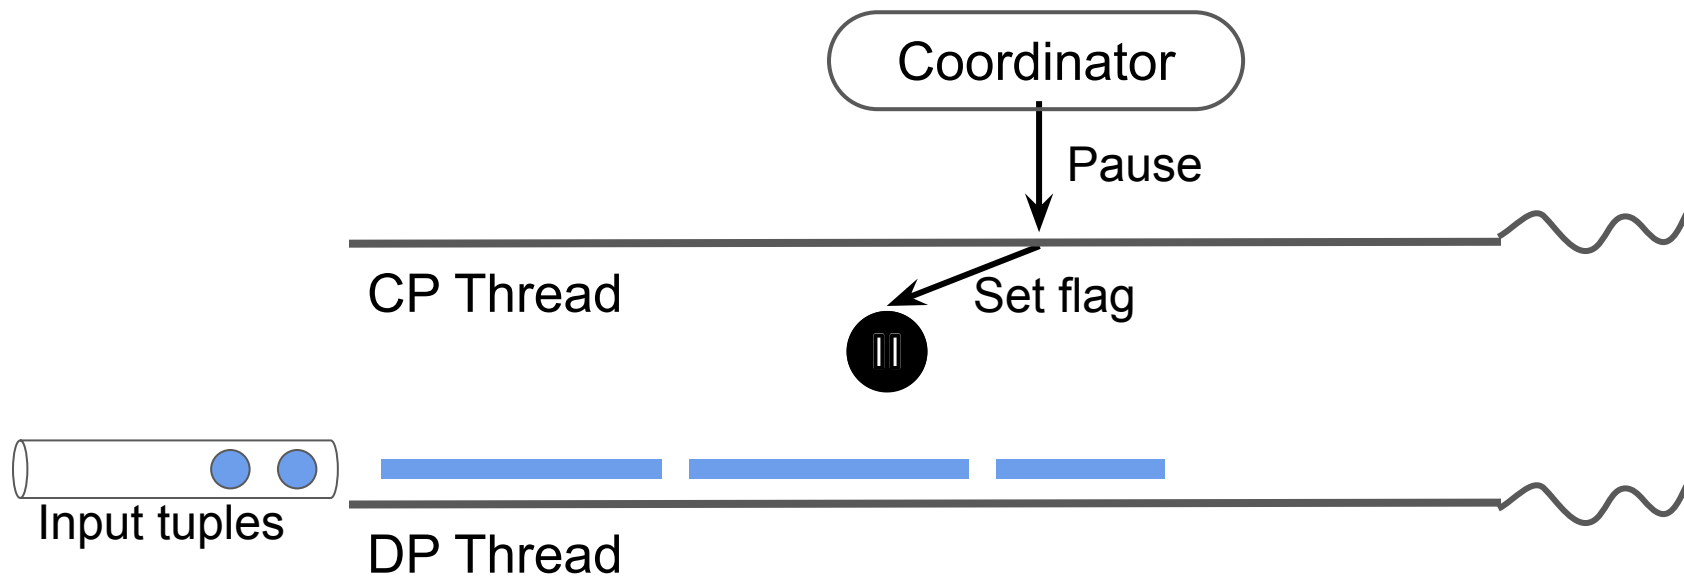 Coordinator
Pause
CP Thread
Set flag
Input tuples
DP Thread